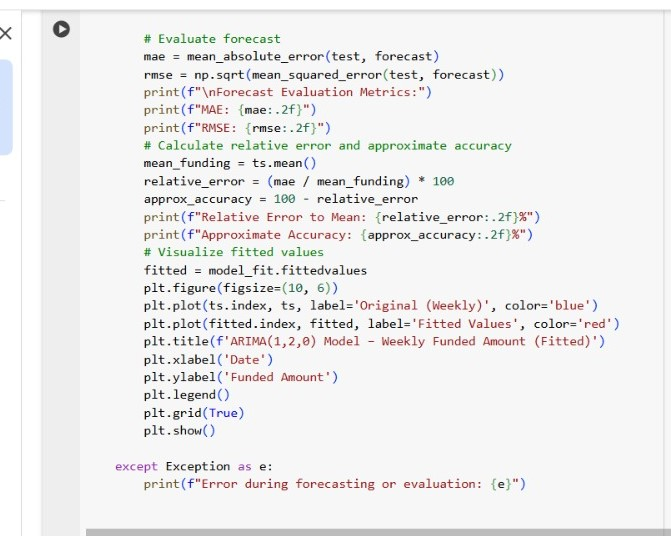 # Evaluate forecast
mae = mean_absolute_error(test, forecast)
rmse = np.sqrt(mean_squared_error(test, forecast))
print(f"\nForecast Evaluation Metrics:")
print(f"MAE: {mae:.2f}")
print(f"RMSE: {rmse:.2f}")
# Calculate relative error and approximate accuracy
mean_funding = ts.mean()
relative_error = (mae / mean_funding) * 100
approx_accuracy = 100 - relative_error
print(f"Relative Error to Mean: {relative_error:.2f}%")
print(f"Approximate Accuracy: {approx_accuracy:.2f}%")
# Visualize fitted values
fitted = model_fit.fittedvalues
plt.figure(figsize=(10, 6))
plt.plot(ts.index, ts, label='Original (Weekly)', color='blue')
plt.plot(fitted.index, fitted, label='Fitted Values', color='red')
plt.title(f'ARIMA(1,2,0) Model - Weekly Funded Amount (Fitted)')
plt.xlabel('Date')
plt.ylabel('Funded Amount')
plt.legend()
plt.grid(True)
plt.show()
except Exception as e:
print(f"Error during forecasting or evaluation: {e}")